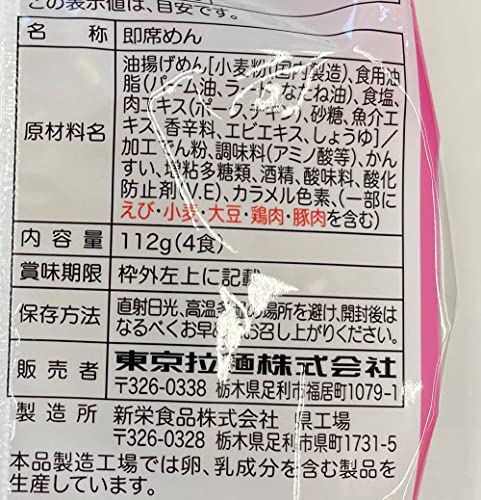 この表示値は、目安です。
名称 即席めん
原材料名 油揚げめん[小麦粉(国内製造)、食用油
脂(パーム油、ラード、なたね油)、食塩、
肉エキス(ポーク、チキン)、砂糖、魚介エ
キス、香辛料、エビエキス、しょうゆ]/
加工でん粉、調味料(アミノ酸等)、かん
すい、増粘多糖類、酒精、酸味料、酸化
防止剤(V.E)、カラメル色素、(一部に
えび・小麦・大豆・鶏肉・豚肉を含む)
内容量 112g(4食)
賞味期限 枠外左上に記載
保存方法 直射日光、高温多湿の場所を避け、開封後は
なるべくお早めにお召し上がりください。
販売者 東京拉麺株式会社
〒326-0338 栃木県足利市福居町1079-1
製造所 新栄食品株式会社 県工場
〒326-0328 栃木県足利市県町1731-5
本品製造工場では卵、乳成分を含む製品を
生産しています。